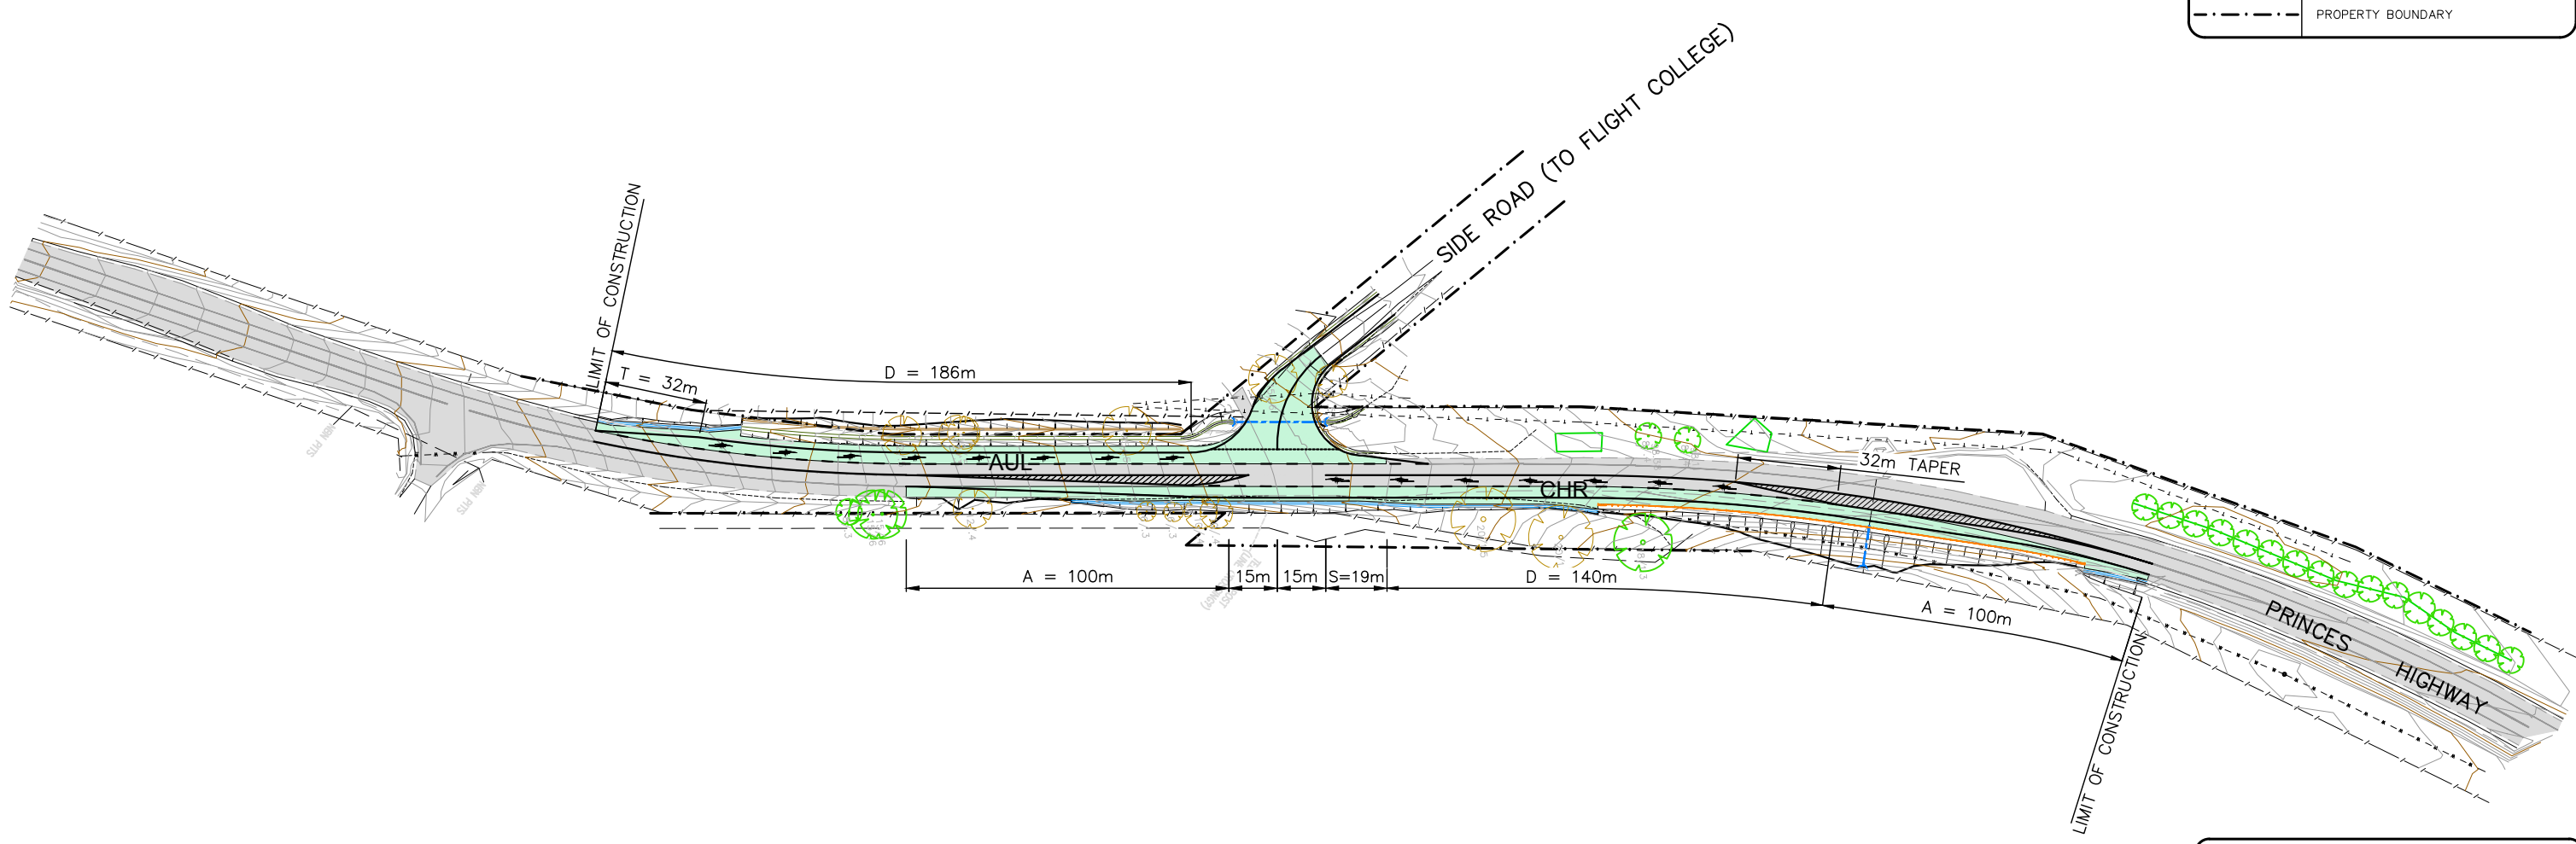 PROPERTY BOUNDARY
SIDE ROAD (TO FLIGHT COLLEGE)
LIMIT OF CONSTRUCTION
D = 186m
T = 32m
AUL
32m TAPER
CHR
A = 100m
15m
15m
S=19m
D = 140m
A = 100m
PRINCES
HIGHWAY
LIMIT OF CONSTRUCTION